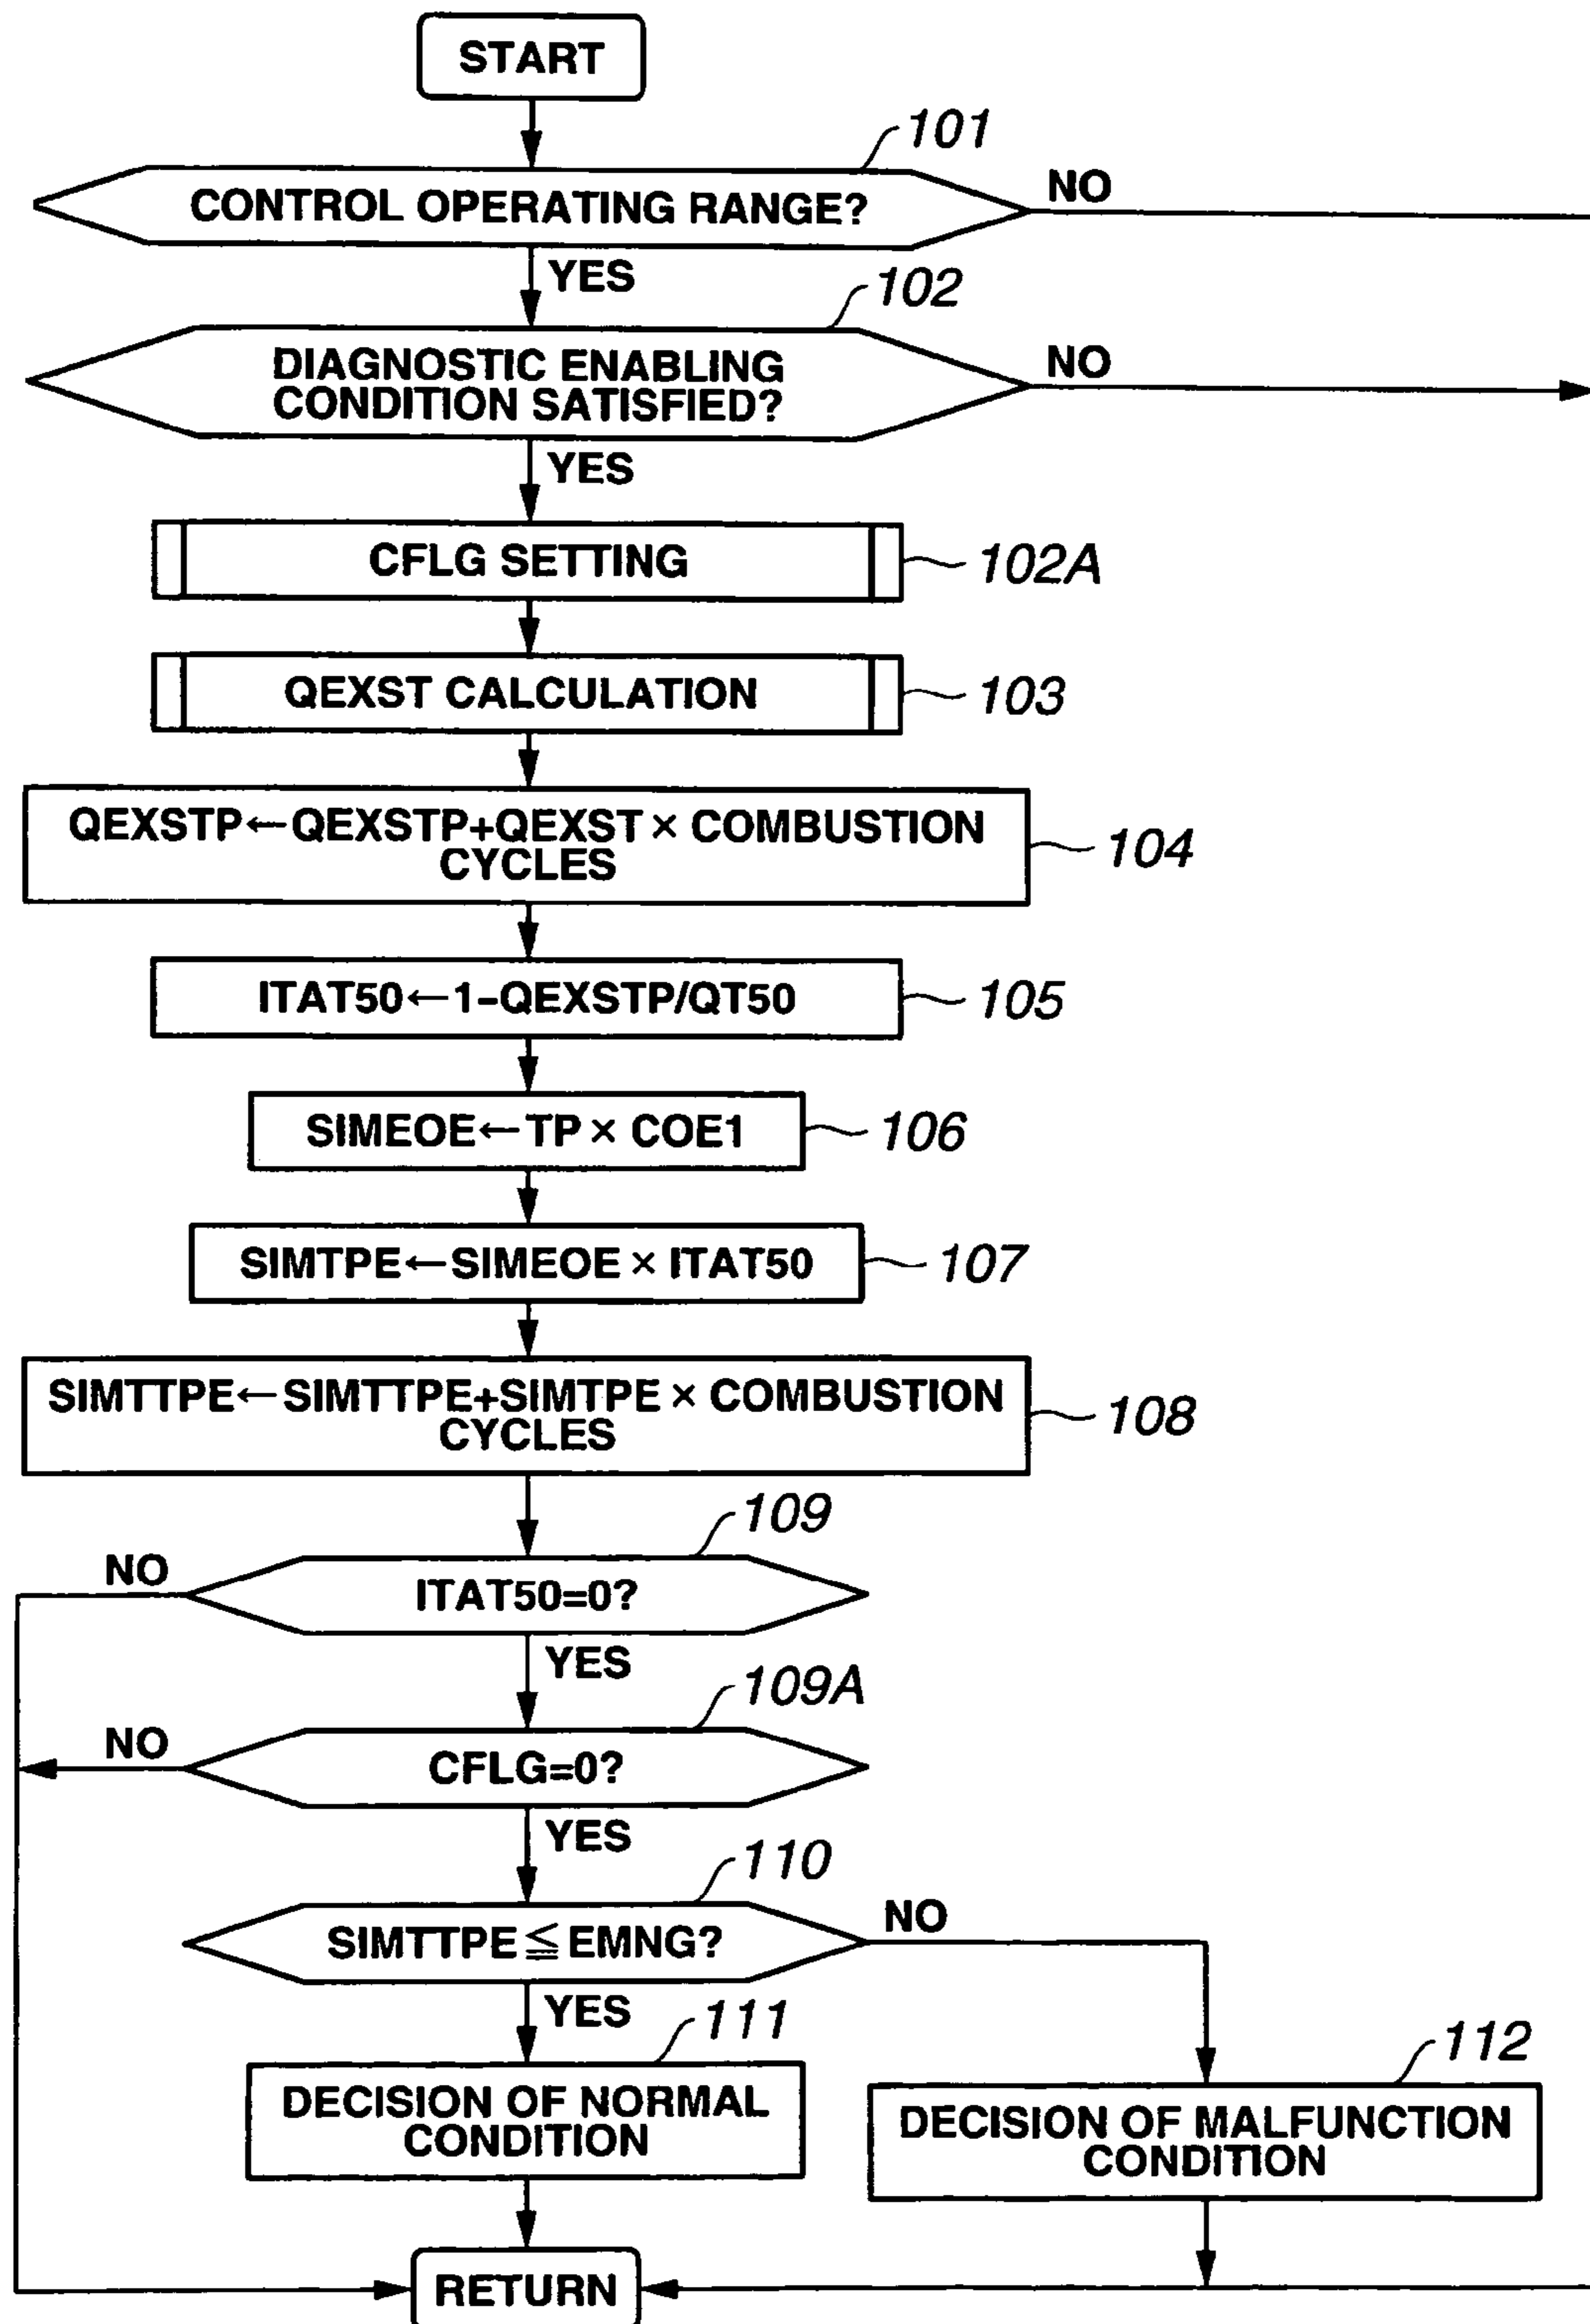 START
101
CONTROL OPERATING RANGE?
NO
YES
102
DIAGNOSTIC ENABLING
CONDITION SATISFIED?
NO
YES
CFLG SETTING
102A
QEXST CALCULATION
103
QEXSTP←QEXSTP+QEXST × COMBUSTION
CYCLES
104
ITAT50←1-QEXSTP/QT50
105
SIMEOE←TP × COE1
106
SIMTPE←SIMEOE × ITAT50
107
SIMTTPE←SIMTTPE+SIMTPE × COMBUSTION
CYCLES
108
109
NO
ITAT50=0?
YES
109A
NO
CFLG=0?
YES
110
SIMTTPE≦EMNG?
NO
YES
111
DECISION OF NORMAL
CONDITION
112
DECISION OF MALFUNCTION
CONDITION
RETURN